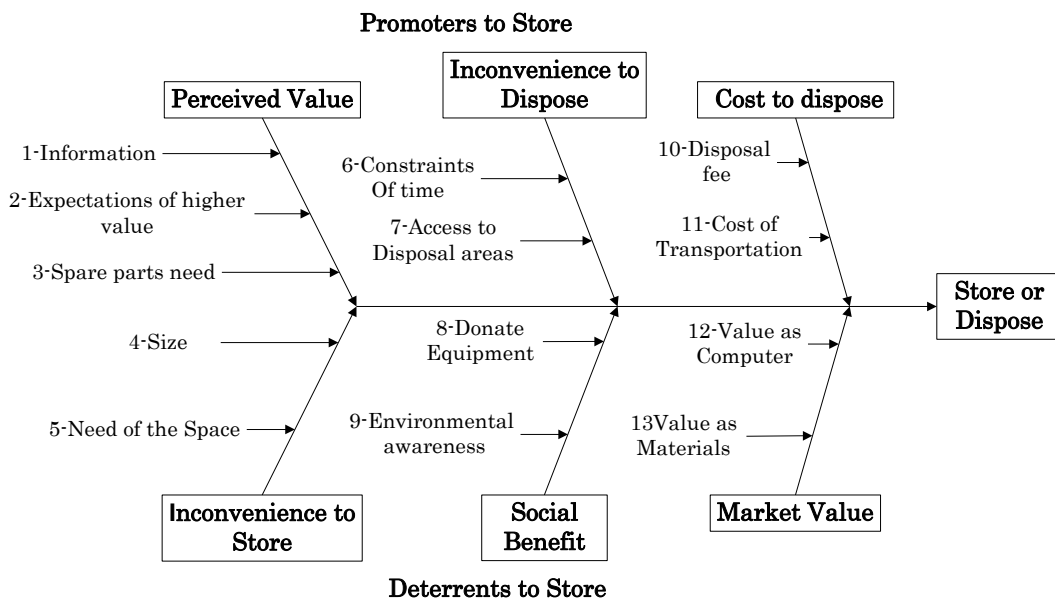 Promoters to Store
Perceived Value
Inconvenience to
Dispose
Cost to dispose
1-Information
2-Expectations of higher
value
3-Spare parts need
6-Constraints
Of time
7-Access to
Disposal areas
10-Disposal
fee
11-Cost of
Transportation
Store or
Dispose
4-Size
5-Need of the Space
8-Donate
Equipment
9-Environmental
awareness
12-Value as
Computer
13Value as
Materials
Inconvenience to
Store
Social
Benefit
Market Value
Deterrents to Store